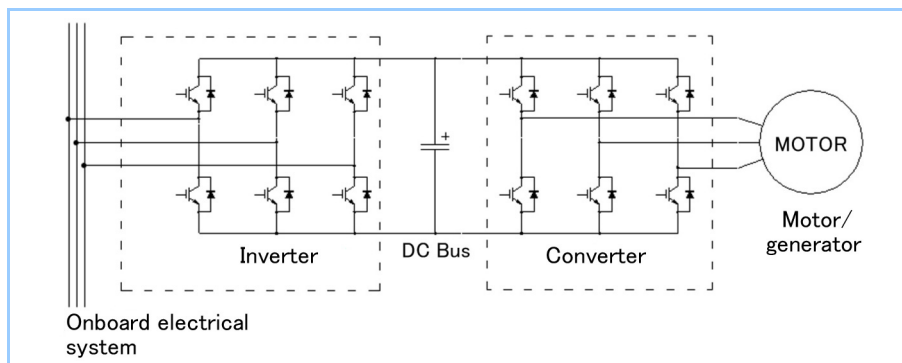 +
MOTOR
Motor/
generator
Inverter
DC Bus
Converter
Onboard electrical
system